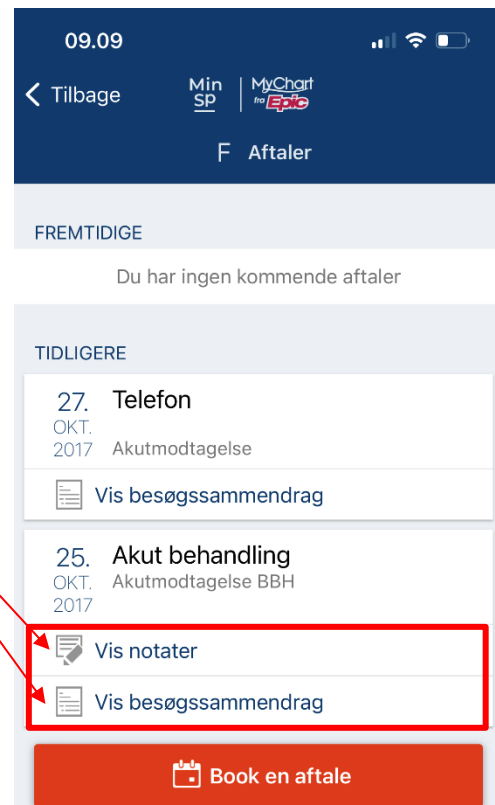 09.09
Tilbage
Min SP | MyChart fra Epic
F Aftaler
FREMTIDIGE
Du har ingen kommende aftaler
TIDLIGERE
27. OKT. 2017
Telefon
Akutmodtagelse
Vis besøgssammendrag
25. OKT. 2017
Akut behandling
Akutmodtagelse BBH
Vis notater
Vis besøgssammendrag
Book en aftale